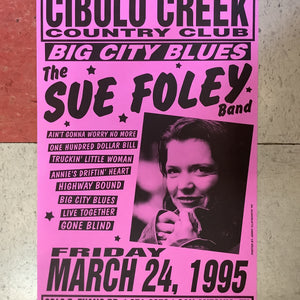 CIBOLO CREEK
COUNTRY CLUB
BIG CITY BLUES
The
SUE FOLEY
Band
AIN'T GONNA WORRY NO MORE
ONE HUNDRED DOLLAR BILL
TRUCKIN' LITTLE WOMAN
ANNIE'S DRIFTIN' HEART
HIGHWAY BOUND
BIG CITY BLUES
LIVE TOGETHER
GONE BLIND
FRIDAY
MARCH 24, 1995